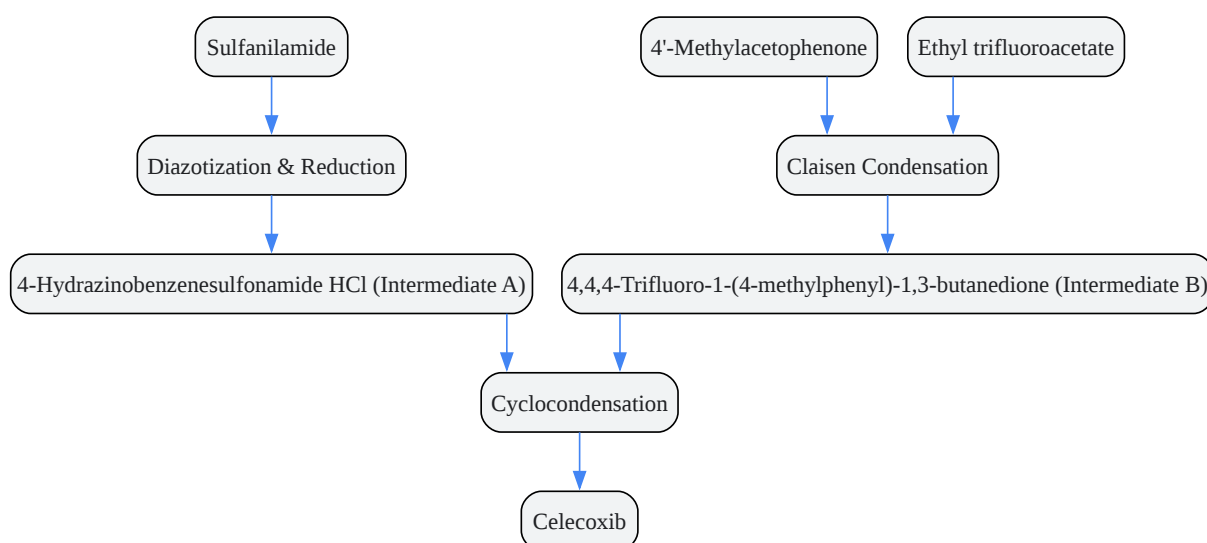 Sulfanilamide
4'-Methylacetophenone
Ethyl trifluoroacetate
Diazotization & Reduction
Claisen Condensation
4-Hydrazinobenzenesulfonamide HCl (Intermediate A)
4,4,4-Trifluoro-1-(4-methylphenyl)-1,3-butanedione (Intermediate B)
Cyclocondensation
Celecoxib